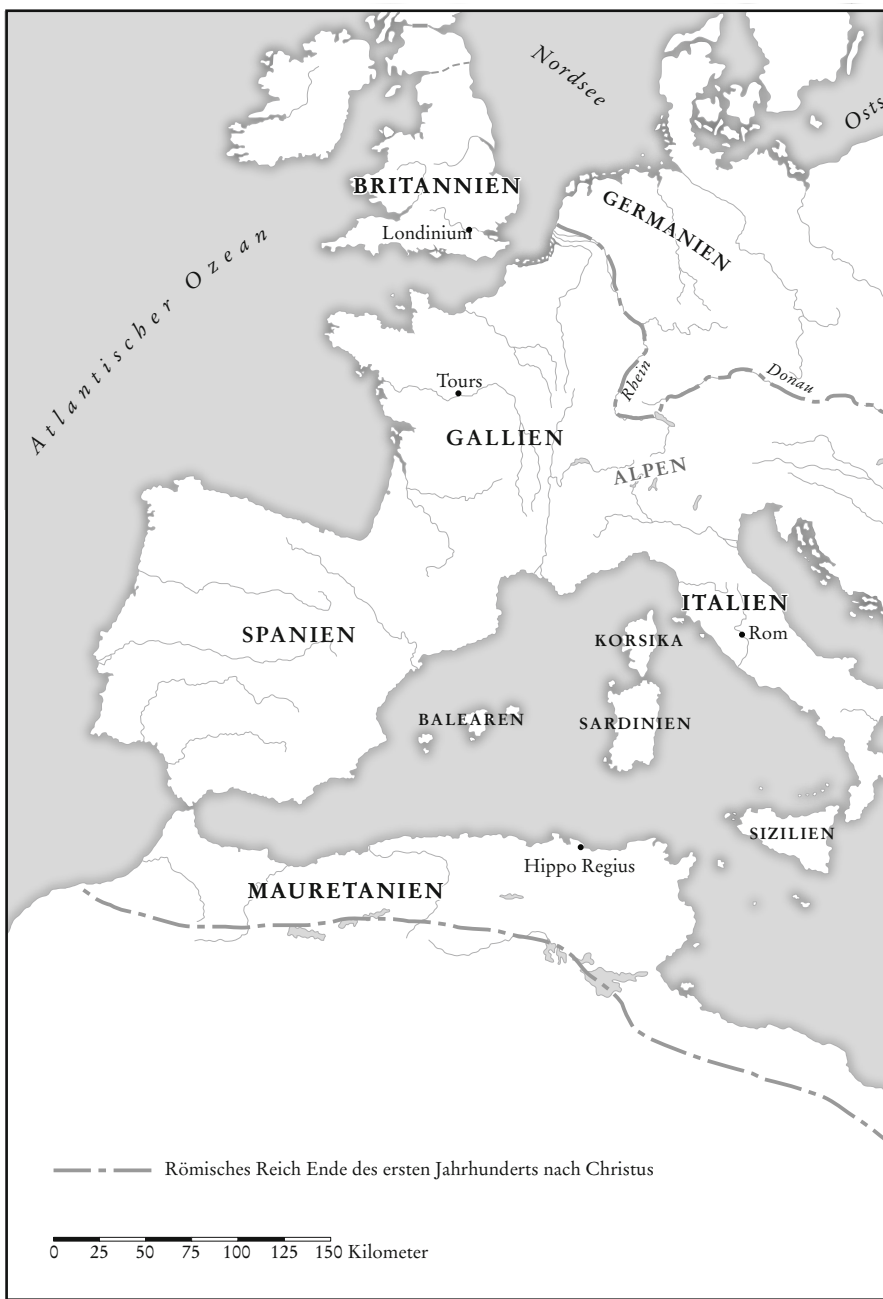 Nordsee
Osts
BRITANNIEN
GERMANIEN
Londinium
Atlantischer Ozean
Rhein
Donau
Tours
GALLIEN
ALPEN
ITALIEN
SPANIEN
KORSIKA
Rom
BALEAREN
SARDINIEN
SIZILIEN
Hippo Regius
MAURETANIEN
Römisches Reich Ende des ersten Jahrhunderts nach Christus
0 25 50 75 100 125 150 Kilometer